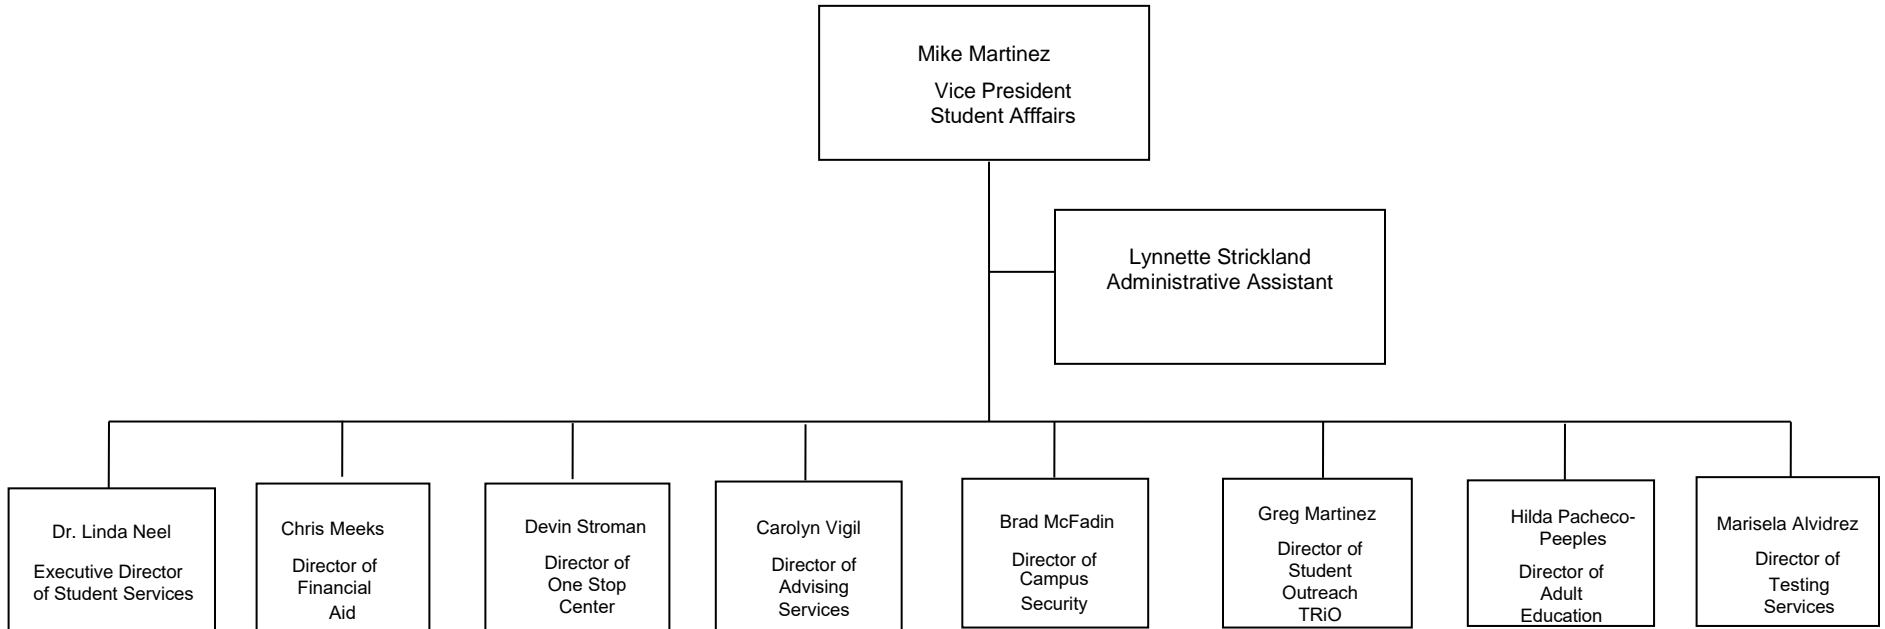 Mike Martinez
Vice President
Student Afffairs
Lynnette Strickland
Administrative Assistant
Dr. Linda Neel
Executive Director
of Student Services
Chris Meeks
Director of
Financial
Aid
Devin Stroman
Director of
One Stop
Center
Carolyn Vigil
Director of
Advising
Services
Brad McFadin
Director of
Campus
Security
Greg Martinez
Director of
Student
Outreach
TRiO
Hilda Pacheco-
Peeples
Director of
Adult
Education
Marisela Alvidrez
Director of
Testing
Services